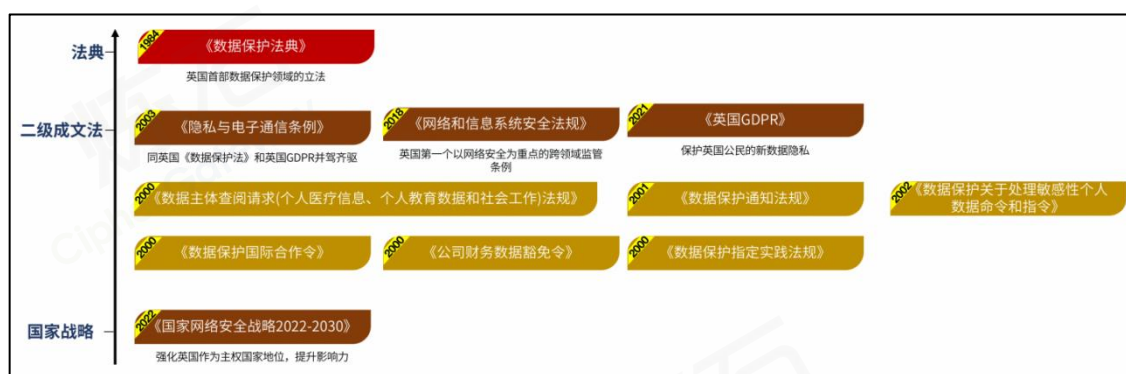 法典
1984
《数据保护法典》
英国首部数据保护领域的立法
二级成文法
2003
《隐私与电子通信条例》
同英国《数据保护法》和英国GDPR并驾齐驱
2018
《网络和信息系统安全法规》
英国第一个以网络安全为重点的跨领域监管
条例
2021
《英国GDPR》
保护英国公民的新数据隐私
2000
《数据主体查阅请求(个人医疗信息、个人教育数据和社会工作)法规》
2001
《数据保护通知法规》
2002
《数据保护关于处理敏感性个人
数据命令和指令》
2000
《数据保护国际合作令》
2000
《公司财务数据豁免令》
2000
《数据保护指定实践法规》
国家战略
2022
《国家网络安全战略2022-2030》
强化英国作为主权国家地位，提升影响力